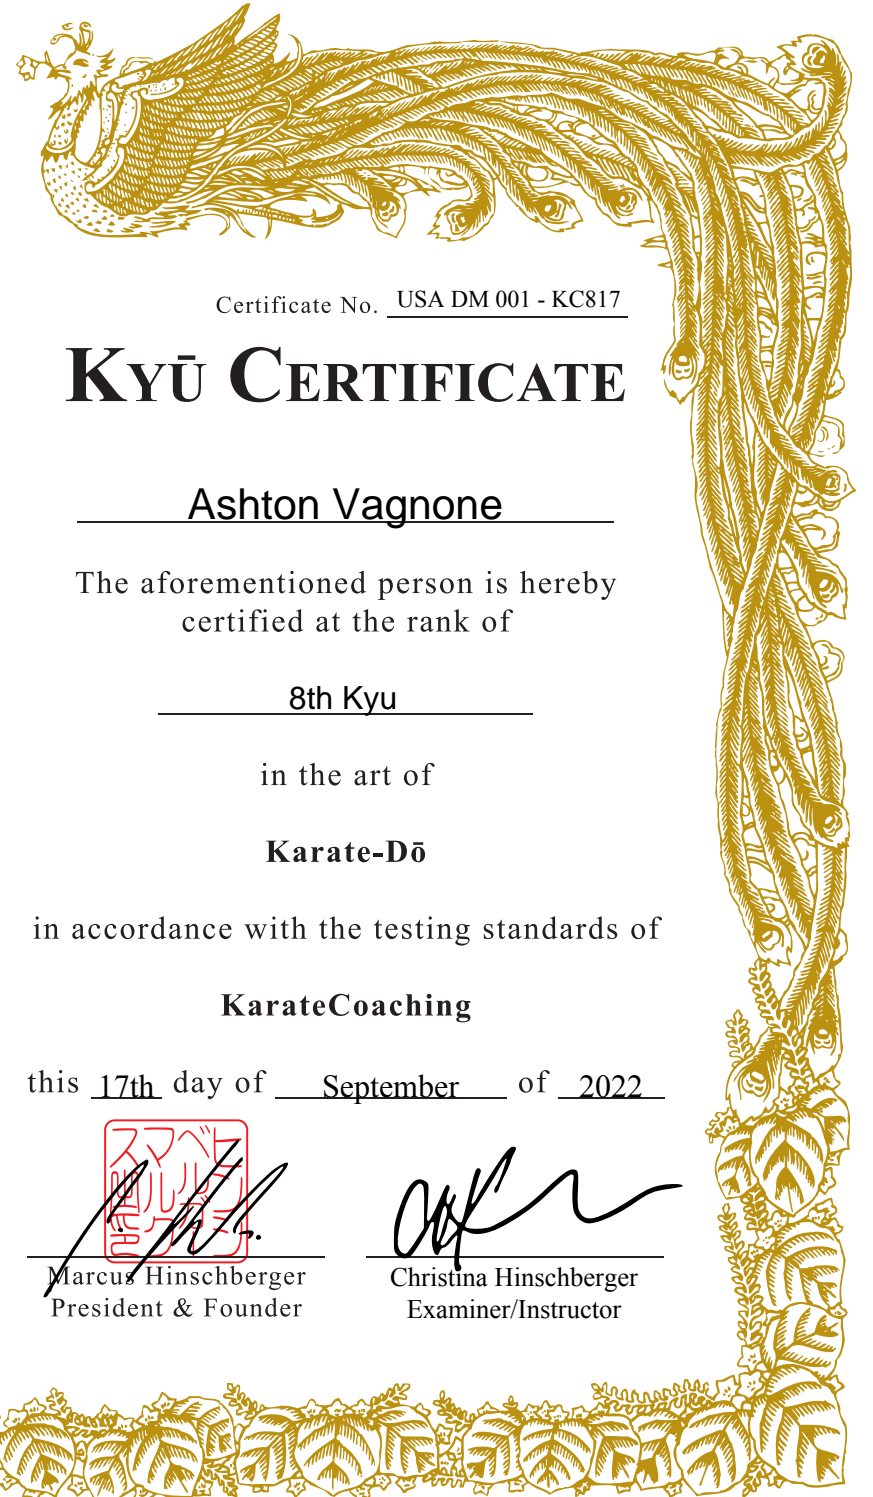 Certificate No. USA DM 001 - KC817
KYŪ CERTIFICATE
Ashton Vagnone
The aforementioned person is hereby
certified at the rank of
8th Kyu
in the art of
Karate-Dō
in accordance with the testing standards of
KarateCoaching
this 17th day of September of 2022
Marcus Hinschberger
President & Founder
Christina Hinschberger
Examiner/Instructor